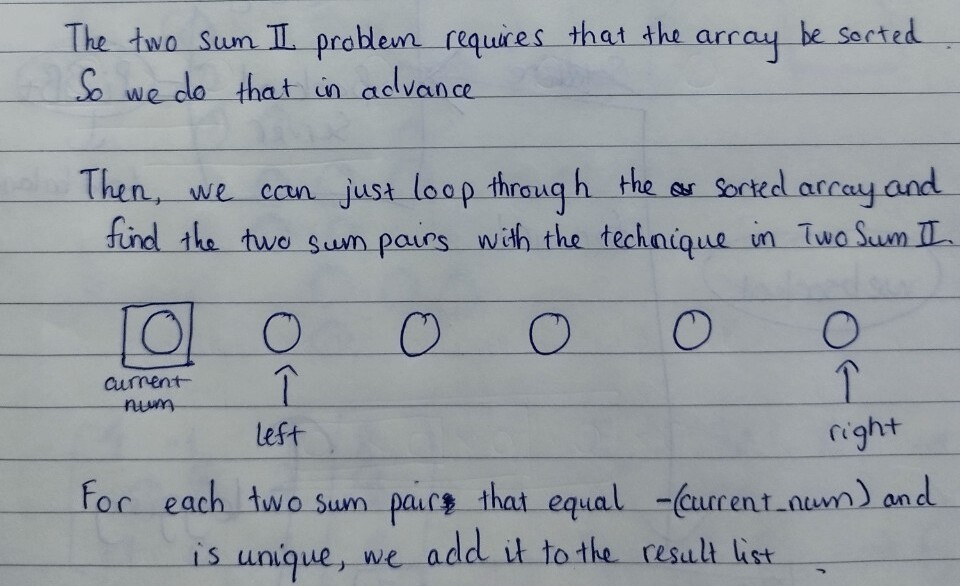 The two sum II problem requires that the array be sorted.
So we do that in advance
Then, we can just loop through the sorted array and
find the two sum pairs with the technique in Two Sum II.
current num
left
right
For each two sum pair that equal -(current_num) and
is unique, we add it to the result list